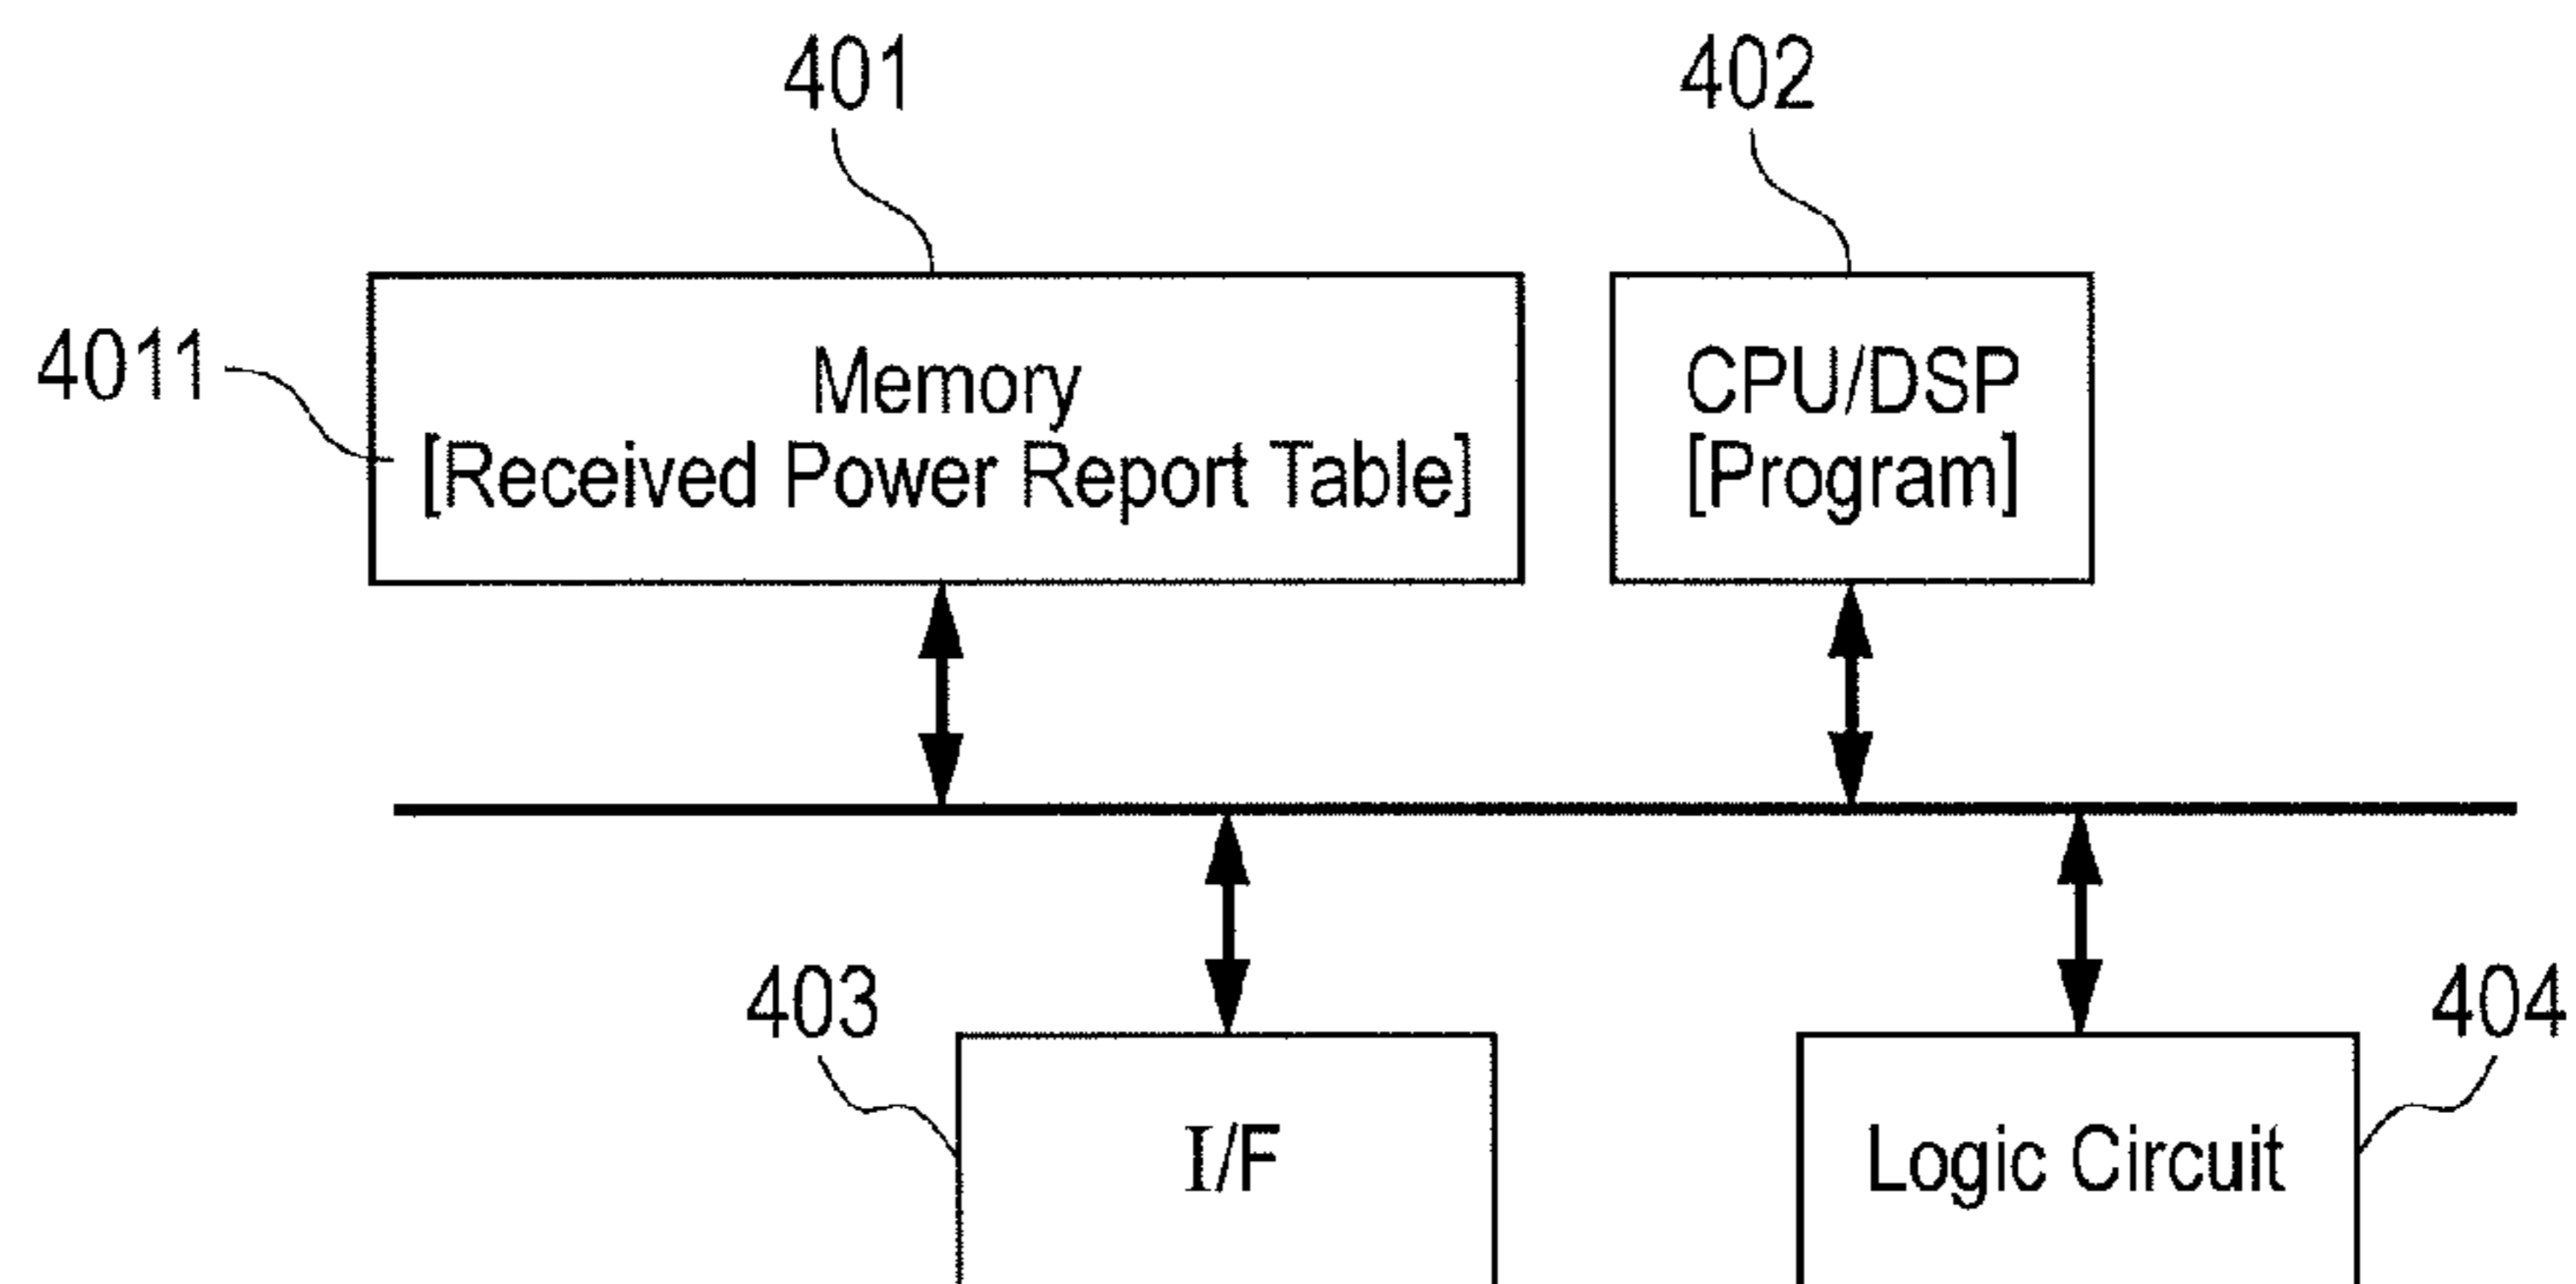 401
402
4011
Memory
[Received Power Report Table]
CPU/DSP
[Program]
403
404
I/F
Logic Circuit